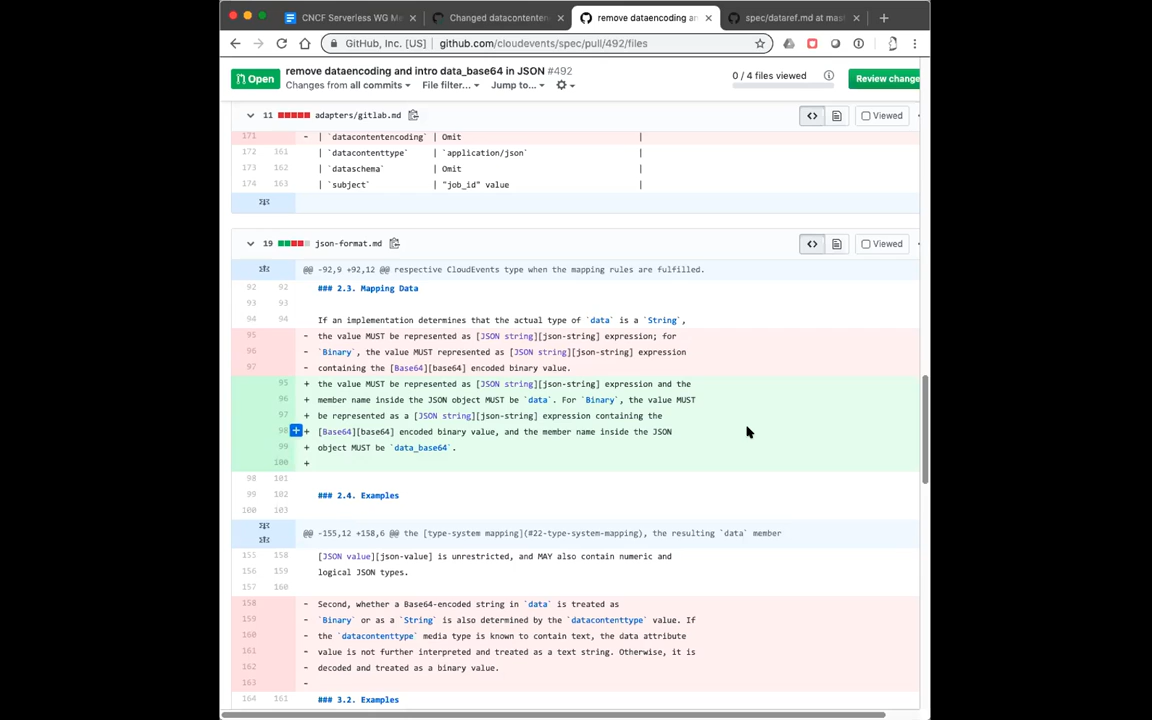 CNCF Serverless WG Me
Changed datacontenten
remove dataencoding an
spec/dataref.md at mast
GitHub, Inc. [US] github.com/cloudevents/spec/pull/492/files
Open
remove dataencoding and intro data_base64 in JSON #492
Changes from all commits File filter... Jump to...
0 / 4 files viewed
Review change
11 adapters/gitlab.md
Viewed
171 - | `datacontentencoding` | Omit |
172 161 | `datacontenttype` | `application/json` |
173 162 | `dataschema` | Omit |
174 163 | `subject` | "job_id" value |
19 json-format.md
Viewed
@@ -92,9 +92,12 @@ respective CloudEvents type when the mapping rules are fulfilled.
92 92 ### 2.3. Mapping Data
93 93
94 94 If an implementation determines that the actual type of `data` is a `String`,
95 - the value MUST be represented as [JSON string][json-string] expression; for
96 - `Binary`, the value MUST represented as [JSON string][json-string] expression
97 - containing the [Base64][base64] encoded binary value.
95 + the value MUST be represented as [JSON string][json-string] expression and the
96 + member name inside the JSON object MUST be `data`. For `Binary`, the value MUST
97 + be represented as a [JSON string][json-string] expression containing the
98 + [Base64][base64] encoded binary value, and the member name inside the JSON
99 + object MUST be `data_base64`.
100 +
98 101
99 102 ### 2.4. Examples
100 103
@@ -155,12 +158,6 @@ the [type-system mapping](#22-type-system-mapping), the resulting `data` member
155 158 [JSON value][json-value] is unrestricted, and MAY also contain numeric and
156 159 logical JSON types.
157 160
158 - Second, whether a Base64-encoded string in `data` is treated as
159 - `Binary` or as a `String` is also determined by the `datacontenttype` value. If
160 - the `datacontenttype` media type is known to contain text, the data attribute
161 - value is not further interpreted and treated as a text string. Otherwise, it is
162 - decoded and treated as a binary value.
163 -
164 161 ### 3.2. Examples